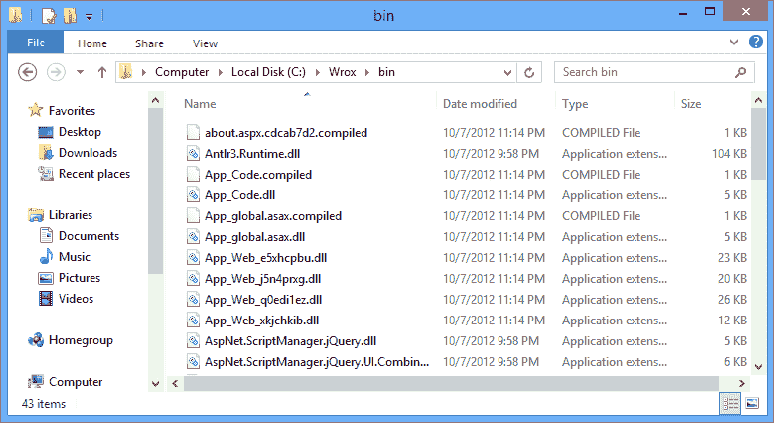 bin
File Home Share View
Computer Local Disk (C:) Wrox bin Search bin
Favorites
Desktop
Downloads
Recent places
Libraries
Documents
Music
Pictures
Videos
Homegroup
Computer
Name Date modified Type Size
about.aspx.cdcab7d2.compiled 10/7/2012 11:14 PM COMPILED File 1 KB
Antlr3.Runtime.dll 10/7/2012 9:58 PM Application extens... 104 KB
App_Code.compiled 10/7/2012 11:14 PM COMPILED File 1 KB
App_Code.dll 10/7/2012 11:14 PM Application extens... 5 KB
App_global.asax.compiled 10/7/2012 11:14 PM COMPILED File 1 KB
App_global.asax.dll 10/7/2012 11:14 PM Application extens... 5 KB
App_Web_e5xhcpbu.dll 10/7/2012 11:14 PM Application extens... 23 KB
App_Web_j5n4prxg.dll 10/7/2012 11:14 PM Application extens... 20 KB
App_Web_q0edi1ez.dll 10/7/2012 11:14 PM Application extens... 26 KB
App_Web_xkjchkib.dll 10/7/2012 11:14 PM Application extens... 12 KB
AspNet.ScriptManager.jQuery.dll 10/7/2012 9:58 PM Application extens... 5 KB
AspNet.ScriptManager.jQuery.UI.Combin... 10/7/2012 9:58 PM Application extens... 6 KB
43 items